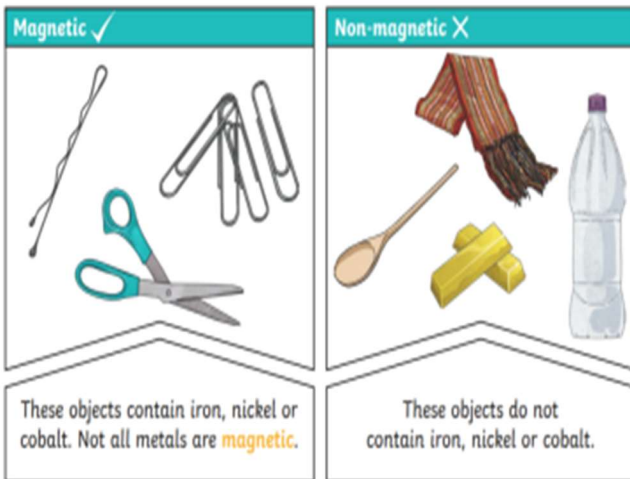 Magnetic ✓
Non-magnetic X
These objects contain iron, nickel or
cobalt. Not all metals are magnetic.
These objects do not
contain iron, nickel or cobalt.